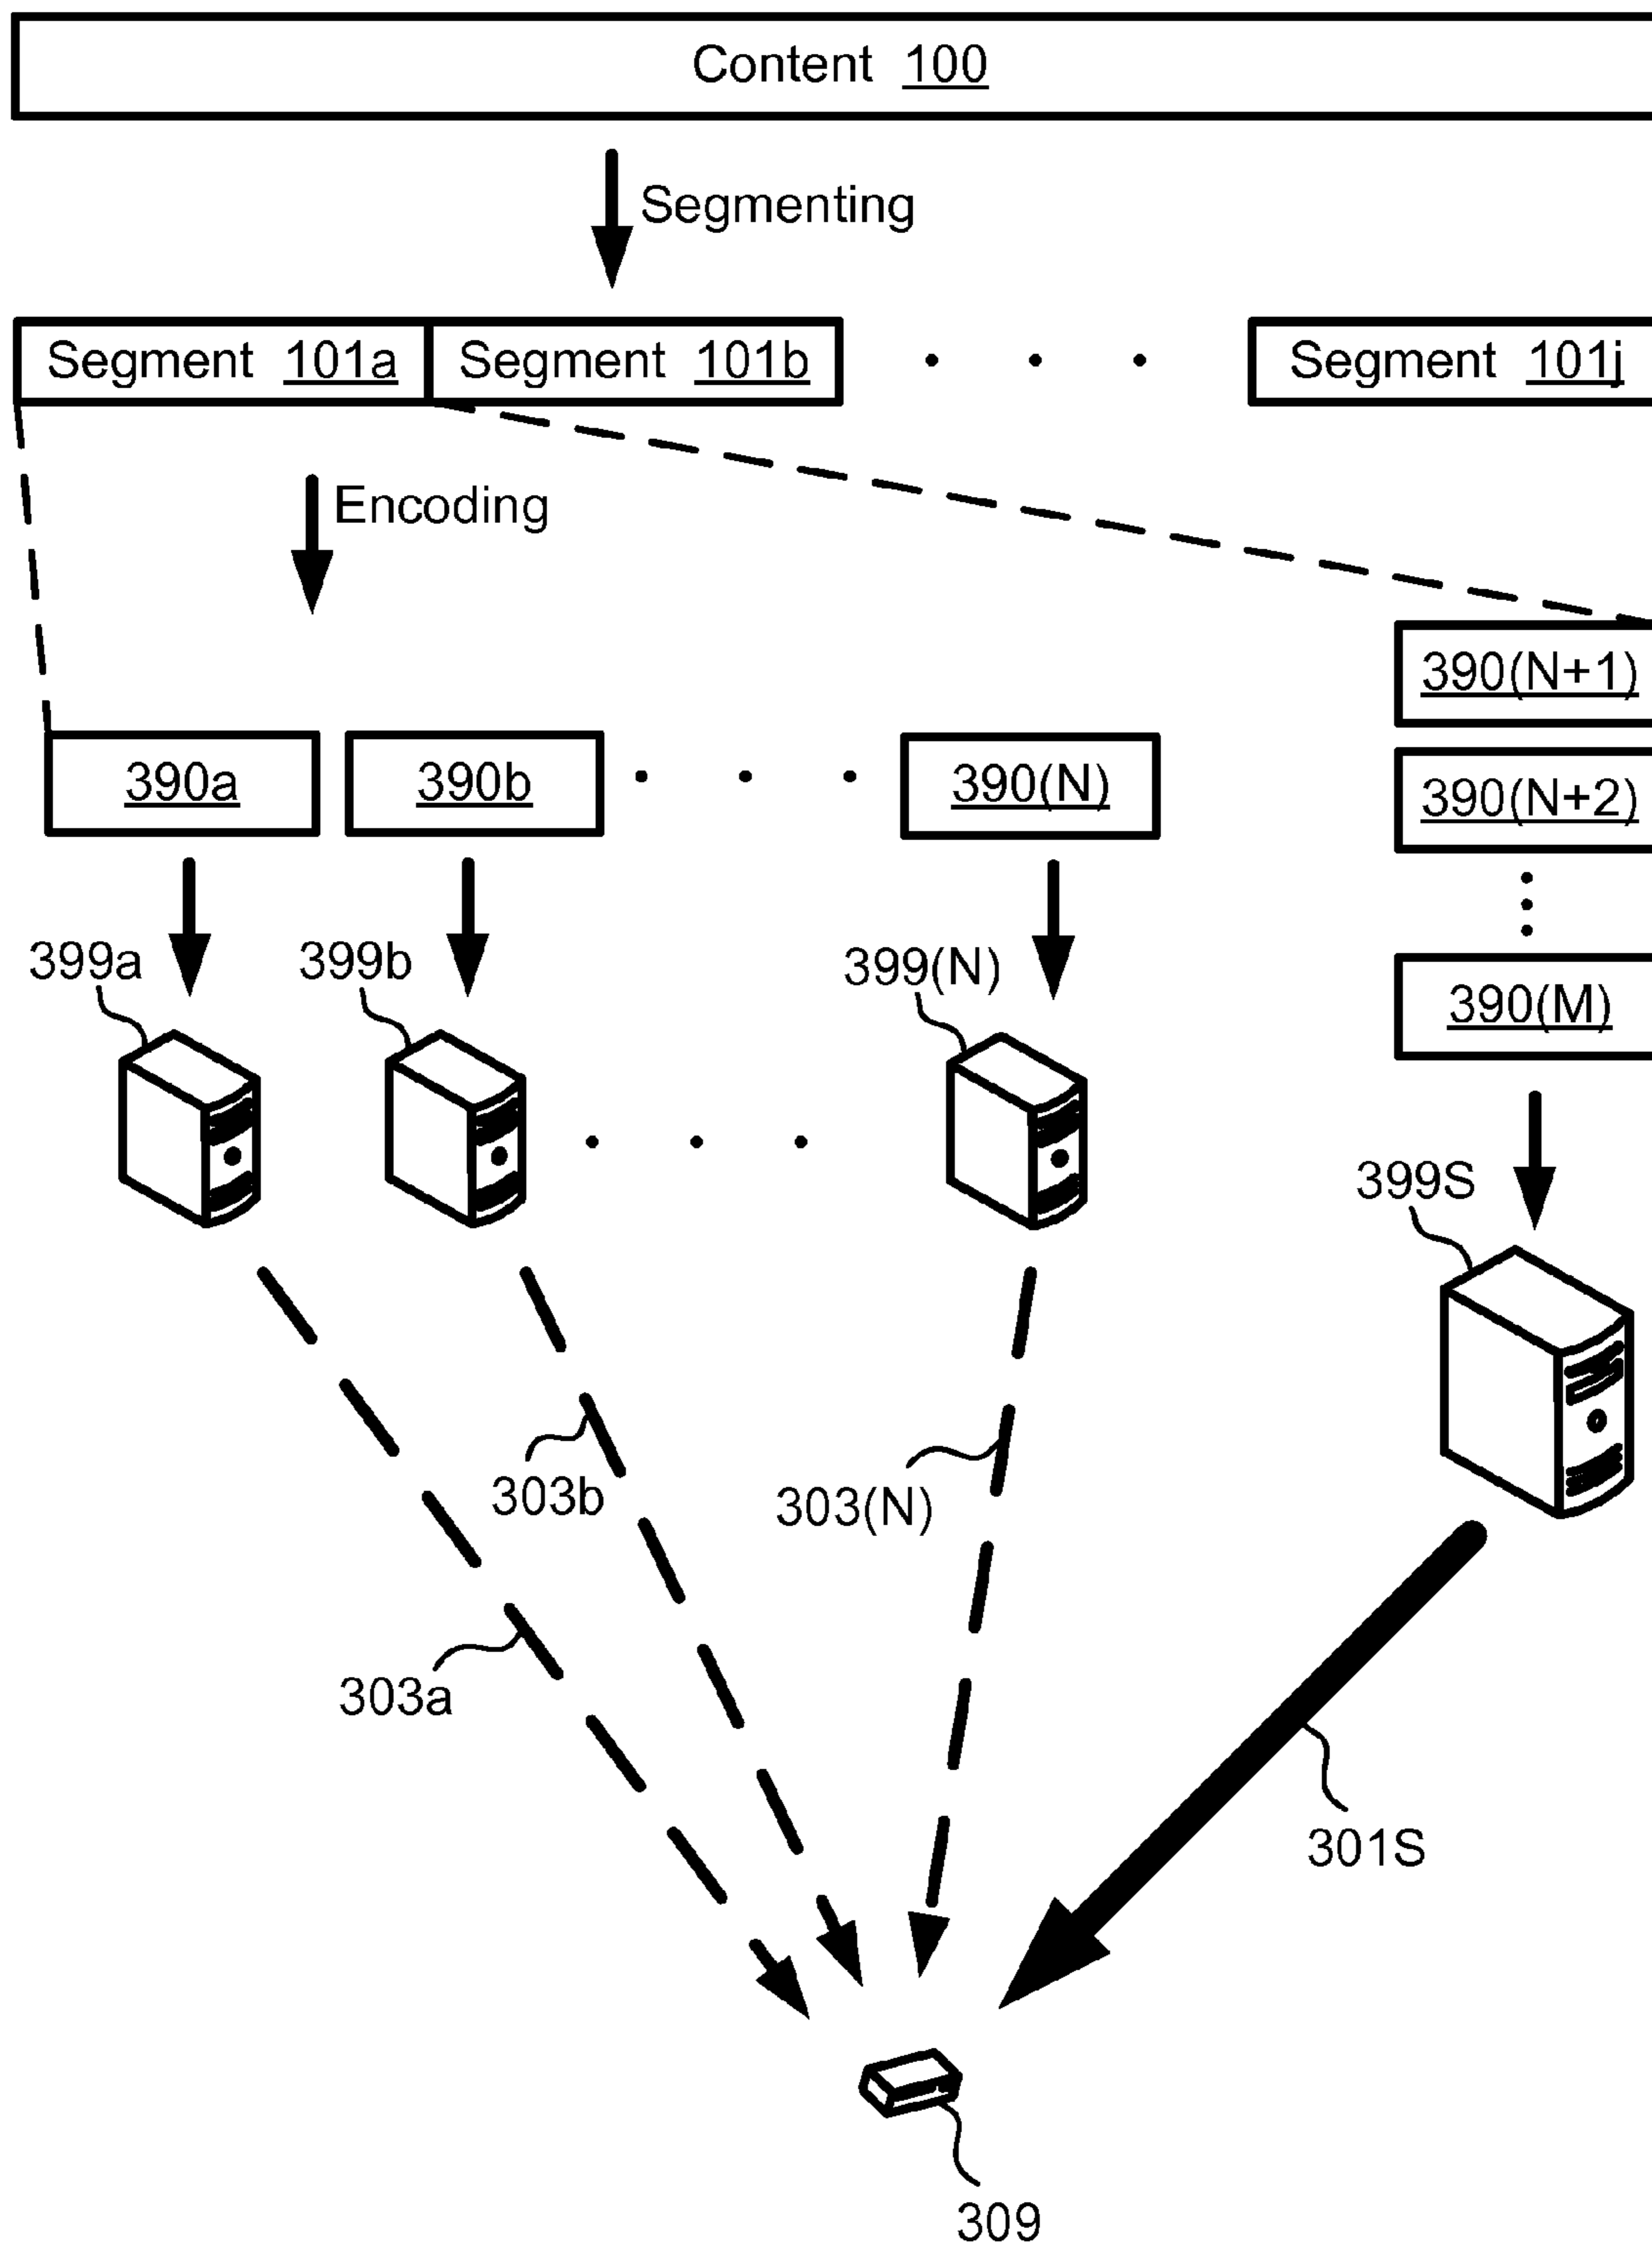 Content 100
Segmenting
Segment 101a Segment 101b Segment 101j
Encoding
390(N+1)
390a 390b 390(N) 390(N+2)
399a 399b 399(N)
390(M)
399S
303b 303(N)
303a
301S
309